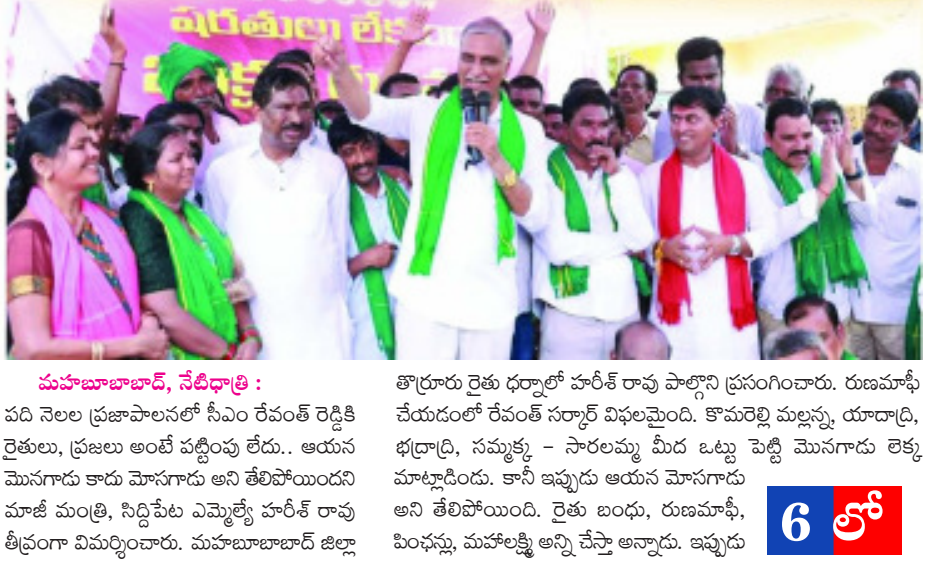 షరతులు లేకుండా
మహబూబాబాద్, నేటిధాత్రి :
పది నెలల ప్రజాపాలనలో సీఎం రేవంత్ రెడ్డికి
రైతులు, ప్రజలు అంటే పట్టింపు లేదు.. ఆయన
మొనగాడు కాదు మోసగాడు అని తేలిపోయిందని
మాజీ మంత్రి, సిద్దిపేట ఎమ్మెల్యే హరీశ్ రావు
తీవ్రంగా విమర్శించారు. మహబూబాబాద్ జిల్లా
తొర్రూరు రైతు ధర్నాలో హరీశ్ రావు పాల్గొని ప్రసంగించారు. రుణమాఫీ
చేయడంలో రేవంత్ సర్కార్ విఫలమైంది. కొమరెల్లి మల్లన్న, యాదాద్రి,
భద్రాద్రి, సమ్మక్క – సారలమ్మ మీద ఒట్టు పెట్టి మొనగాడు లెక్క
మాట్లాడిండు. కానీ ఇప్పుడు ఆయన మోసగాడు
అని తేలిపోయింది. రైతు బంధు, రుణమాఫీ,
పింఛన్లు, మహాలక్ష్మి అన్ని చేస్తా అన్నాడు. ఇప్పుడు
6 లో